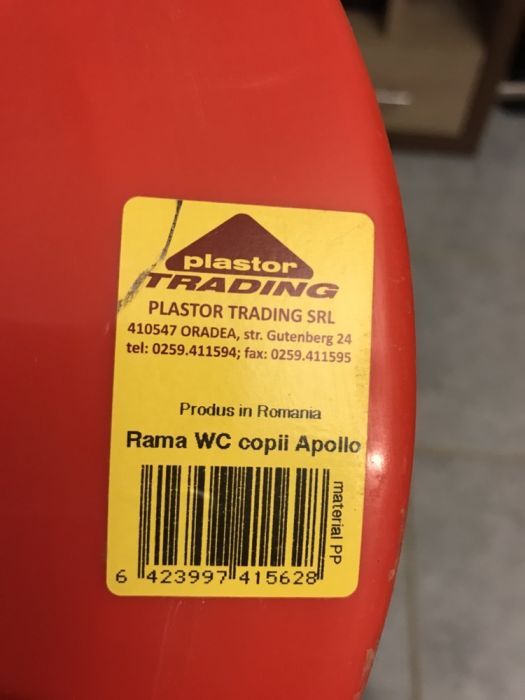 plastor
TRADING
PLASTOR TRADING SRL
410547 ORADEA, str. Gutenberg 24
tel: 0259.411594; fax: 0259.411595
Produs in Romania
Rama WC copii Apollo
material PP
6 423997 415628